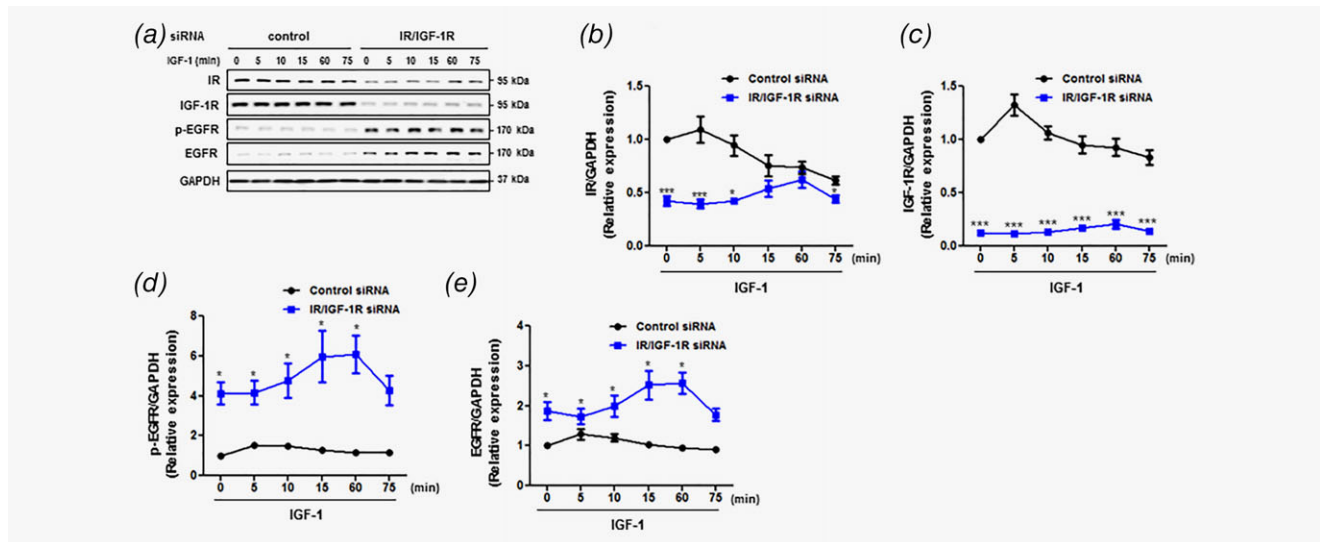 (a)
siRNA control IR/IGF-1R
IGF-1 (min) 0 5 10 15 60 75 0 5 10 15 60 75
IR 95 kDa
IGF-1R 95 kDa
p-EGFR 170 kDa
EGFR 170 kDa
GAPDH 37 kDa
(b)
Control siRNA
IR/IGF-1R siRNA
IR/GAPDH
(Relative expression)
1.5
1.0
0.5
0.0
*** *** * *
0 5 10 15 60 75 (min)
IGF-1
(c)
Control siRNA
IR/IGF-1R siRNA
IGF-1R/GAPDH
(Relative expression)
1.5
1.0
0.5
0.0
*** *** *** *** *** ***
0 5 10 15 60 75 (min)
IGF-1
(d)
Control siRNA
IR/IGF-1R siRNA
p-EGFR/GAPDH
(Relative expression)
8
6
4
2
0
* * * * *
0 5 10 15 60 75 (min)
IGF-1
(e)
Control siRNA
IR/IGF-1R siRNA
EGFR/GAPDH
(Relative expression)
4
3
2
1
0
* * * * *
0 5 10 15 60 75 (min)
IGF-1